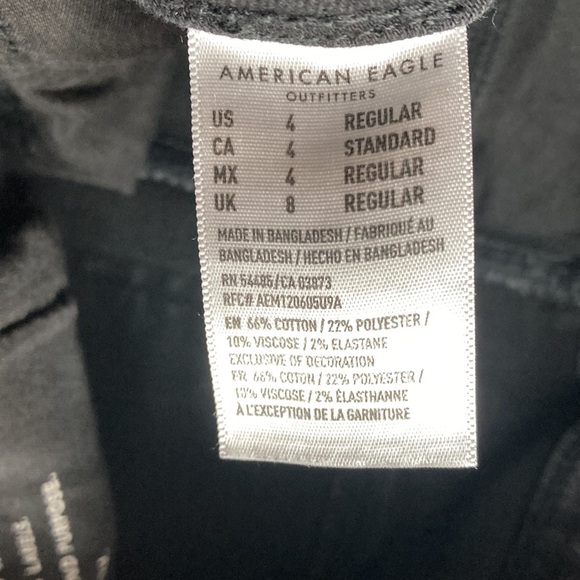 AMERICAN EAGLE
OUTFITTERS
US 4 REGULAR
CA 4 STANDARD
MX 4 REGULAR
UK 8 REGULAR
MADE IN BANGLADESH / FABRIQUÉ AU
BANGLADESH / HECHO EN BANGLADESH
RN 54485/CA 03873
RFC# AEM120605U9A
EN 66% COTTON / 22% POLYESTER /
10% VISCOSE / 2% ELASTANE
EXCLUSIVE OF DECORATION
FR 66% COTON / 22% POLYESTER /
10% VISCOSE / 2% ÉLASTHANNE
À L'EXCEPTION DE LA GARNITURE